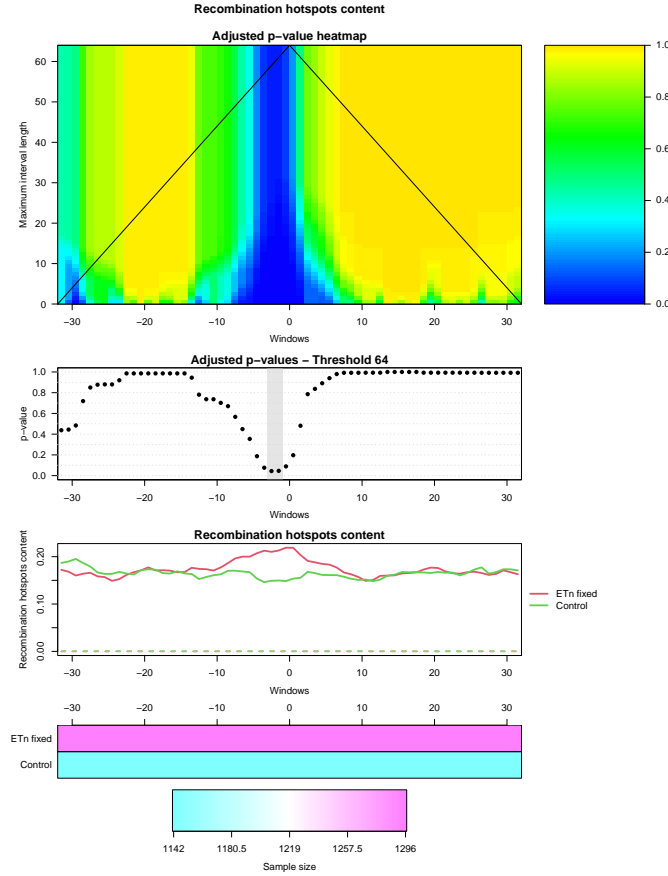 Recombination hotspots content
Adjusted p−value heatmap
Maximum interval length
60
50
40
30
20
10
0
−30 −20 −10 0 10 20 30
Windows
1.0
0.8
0.6
0.4
0.2
0.0
Adjusted p−values − Threshold 64
p−value
1.0
0.8
0.6
0.4
0.2
0.0
−30 −20 −10 0 10 20 30
Windows
Recombination hotspots content
Recombination hotspots content
0.20
0.10
0.00
−30 −20 −10 0 10 20 30
Windows
ETn fixed
Control
−30 −20 −10 0 10 20 30
ETn fixed
Control
1142 1180.5 1219 1257.5 1296
Sample size